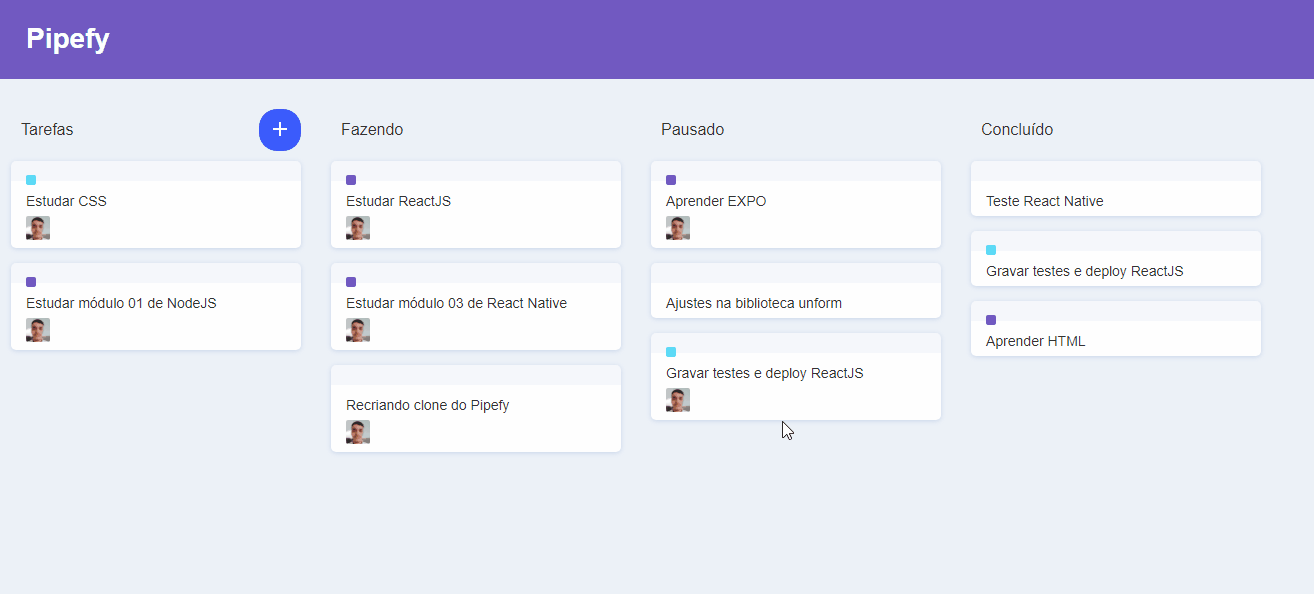 Pipefy
Tarefas
Estudar CSS
Estudar módulo 01 de NodeJS
Fazendo
Estudar ReactJS
Estudar módulo 03 de React Native
Recriando clone do Pipefy
Pausado
Aprender EXPO
Ajustes na biblioteca unform
Gravar testes e deploy ReactJS
Concluído
Teste React Native
Gravar testes e deploy ReactJS
Aprender HTML